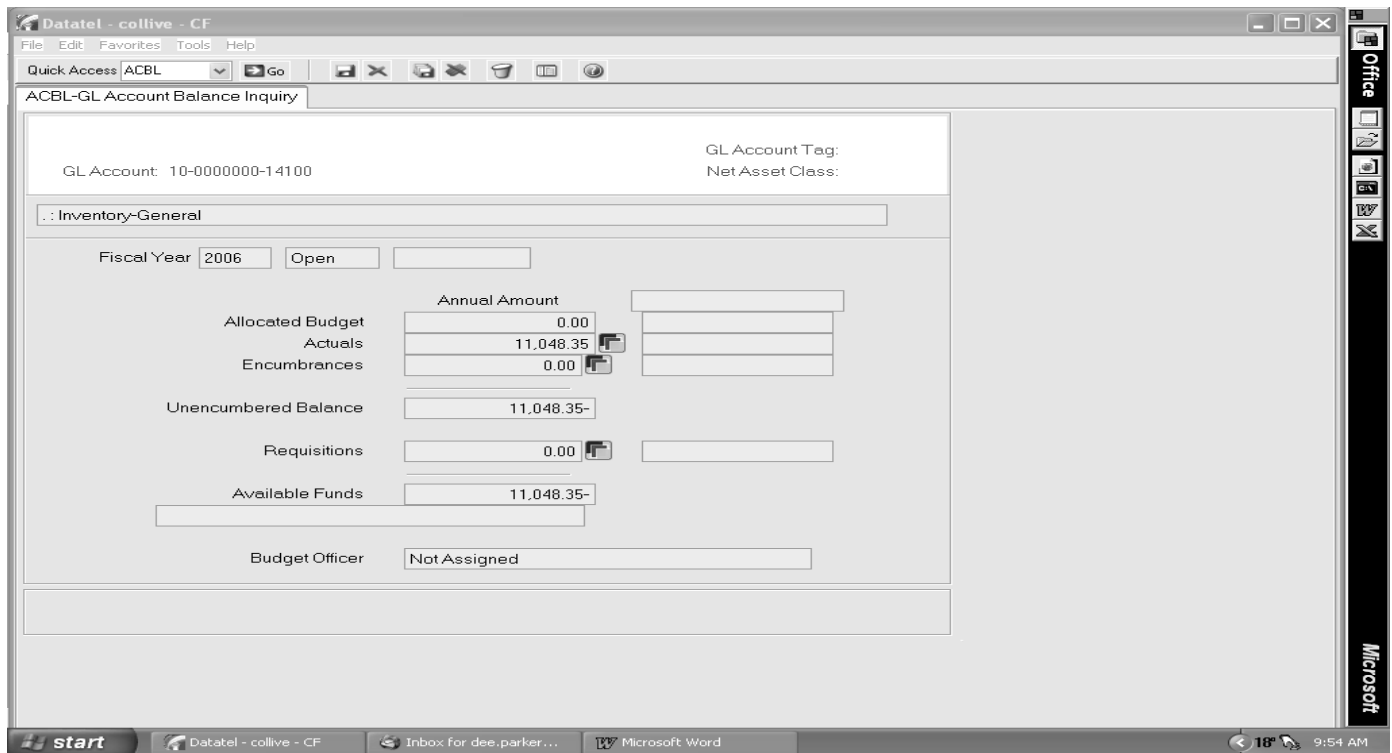 Datatel - collive - CF
File Edit Favorites Tools Help
Quick Access ACBL Go
ACBL-GL Account Balance Inquiry
GL Account Tag:
GL Account: 10-0000000-14100 Net Asset Class:
. : Inventory-General
Fiscal Year 2006 Open
Annual Amount
Allocated Budget 0.00
Actuals 11,048.35
Encumbrances 0.00
Unencumbered Balance 11,048.35-
Requisitions 0.00
Available Funds 11,048.35-
Budget Officer Not Assigned
Office
Microsoft
start Datatel - collive - CF Inbox for dee.parker... Microsoft Word 18° 9:54 AM